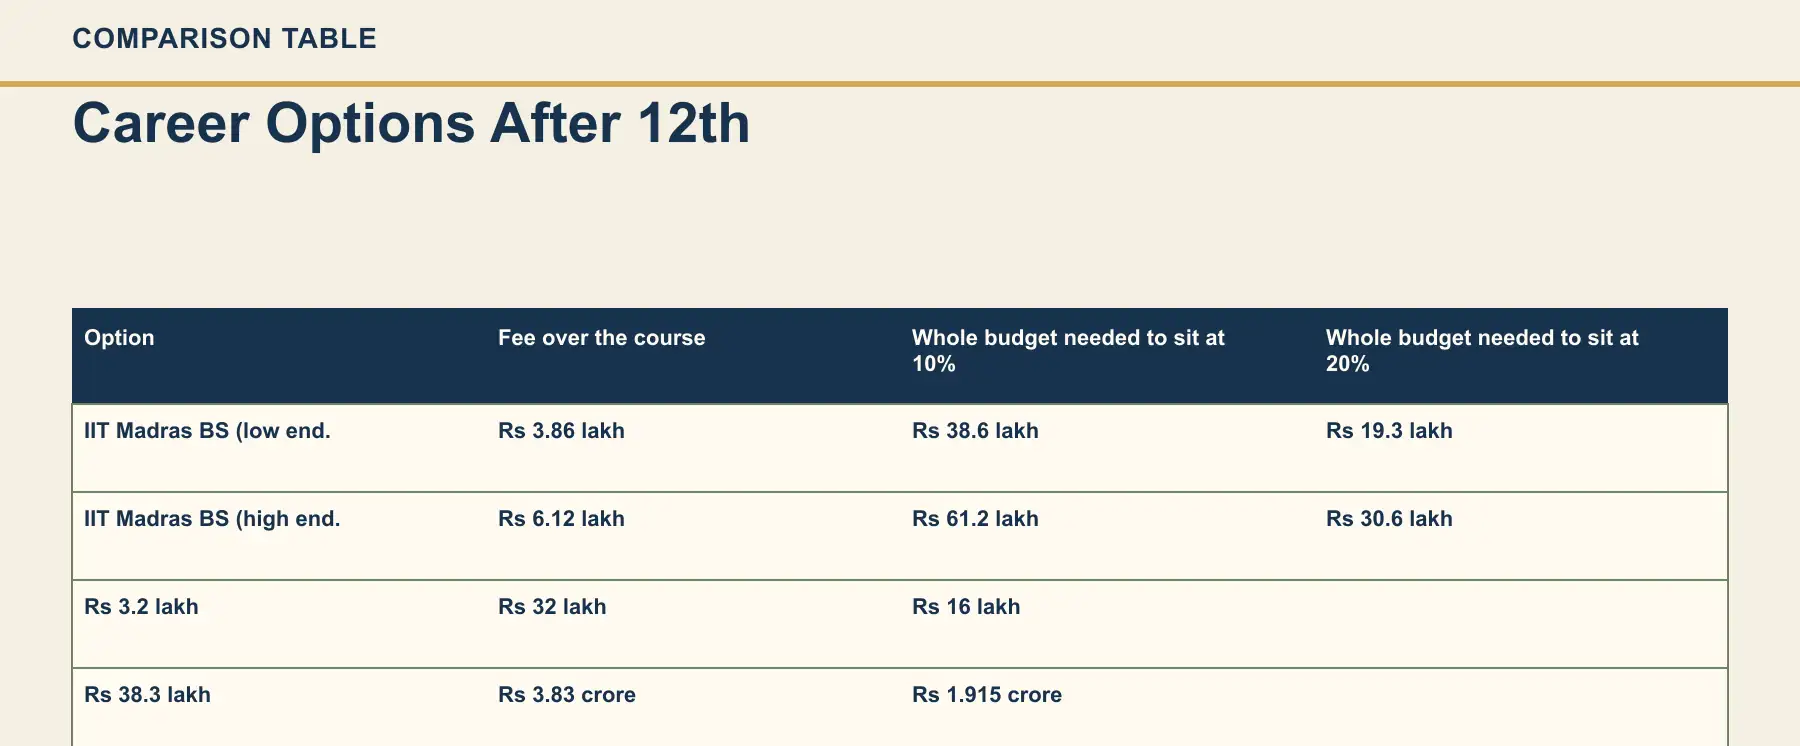 COMPARISON TABLE
Career Options After 12th
Option Fee over the course Whole budget needed to sit at 10% Whole budget needed to sit at 20%
IIT Madras BS (low end. Rs 3.86 lakh Rs 38.6 lakh Rs 19.3 lakh
IIT Madras BS (high end. Rs 6.12 lakh Rs 61.2 lakh Rs 30.6 lakh
Rs 3.2 lakh Rs 32 lakh Rs 16 lakh
Rs 38.3 lakh Rs 3.83 crore Rs 1.915 crore